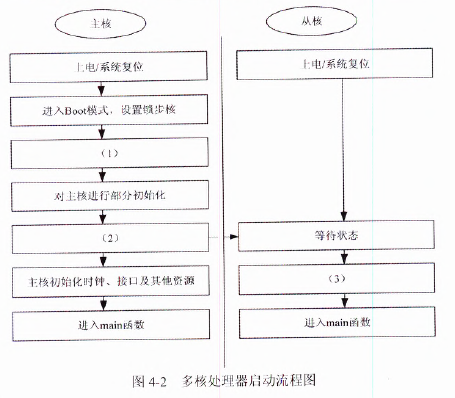 主核
从核
上电/系统复位
上电/系统复位
进入Boot模式，设置锁步核
（1）
对主核进行部分初始化
（2）
等待状态
主核初始化时钟、接口及其他资源
（3）
进入main函数
进入main函数
图 4-2 多核处理器启动流程图